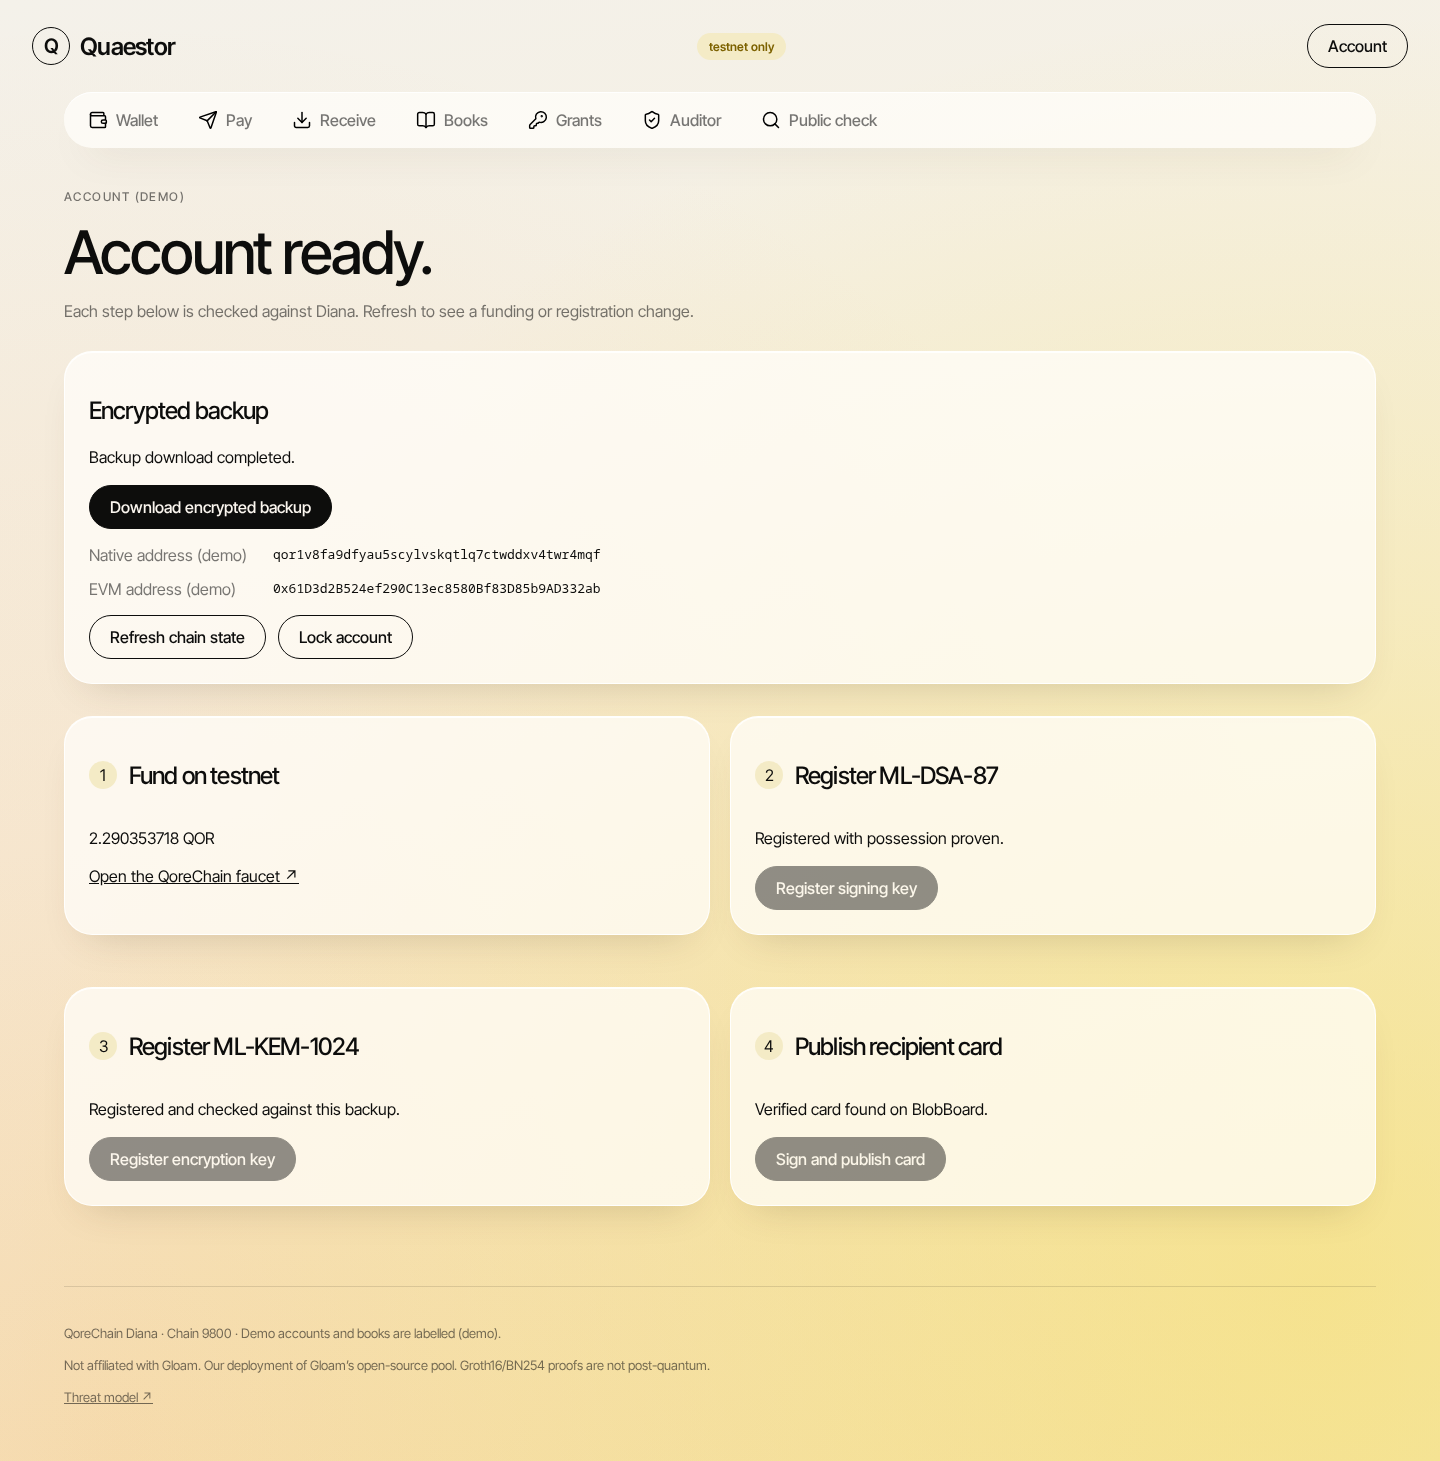 Q Quaestor
testnet only
Account
Wallet Pay Receive Books Grants Auditor Public check
ACCOUNT (DEMO)
Account ready.
Each step below is checked against Diana. Refresh to see a funding or registration change.
Encrypted backup
Backup download completed.
Download encrypted backup
Native address (demo) qor1v8fa9dfyau5scylvskqtlq7ctwddxv4twr4mqf
EVM address (demo) 0x61D3d2B524ef290C13ec8580Bf83D85b9AD332ab
Refresh chain state Lock account
1 Fund on testnet
2.290353718 QOR
Open the QoreChain faucet ↗
2 Register ML-DSA-87
Registered with possession proven.
Register signing key
3 Register ML-KEM-1024
Registered and checked against this backup.
Register encryption key
4 Publish recipient card
Verified card found on BlobBoard.
Sign and publish card
QoreChain Diana · Chain 9800 · Demo accounts and books are labelled (demo).
Not affiliated with Gloam. Our deployment of Gloam's open-source pool. Groth16/BN254 proofs are not post-quantum.
Threat model ↗